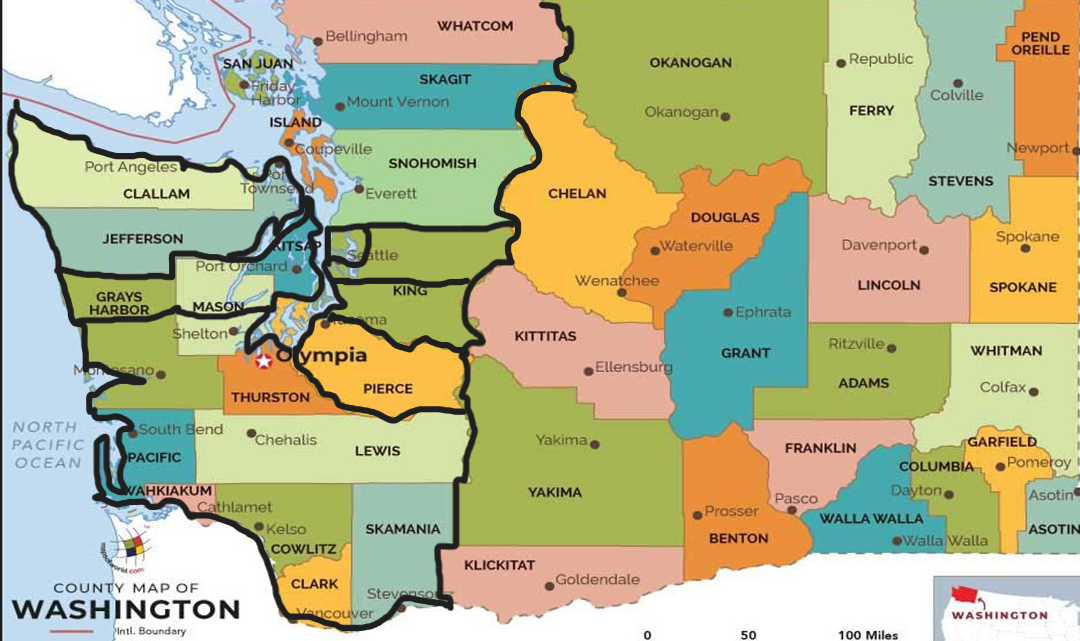 WHATCOM
Bellingham
SAN JUAN
Friday
Harbor
SKAGIT
Mount Vernon
ISLAND
Coupeville
SNOHOMISH
Everett
OKANOGAN
Okanogan
Republic
FERRY
Colville
STEVENS
PEND
OREILLE
Newport
Port Angeles
CLALLAM
Port
Townsend
JEFFERSON
KITSAP
Port Orchard
Seattle
KING
CHELAN
Wenatchee
DOUGLAS
Waterville
Davenport
LINCOLN
Spokane
SPOKANE
GRAYS
HARBOR
MASON
Shelton
Tacoma
Olympia
PIERCE
KITTITAS
Ellensburg
Ephrata
GRANT
Ritzville
ADAMS
WHITMAN
Colfax
Montesano
THURSTON
NORTH
PACIFIC
OCEAN
South Bend
PACIFIC
Chehalis
LEWIS
Yakima
YAKIMA
FRANKLIN
Pasco
GARFIELD
Pomeroy
COLUMBIA
Dayton
Asotin
ASOTIN
WAHKIAKUM
Cathlamet
Kelso
COWLITZ
SKAMANIA
Stevenson
CLARK
Vancouver
Prosser
BENTON
WALLA WALLA
Walla Walla
KLICKITAT
Goldendale
mapsofworld.com
COUNTY MAP OF
WASHINGTON
Intl. Boundary
0 50 100 Miles
WASHINGTON